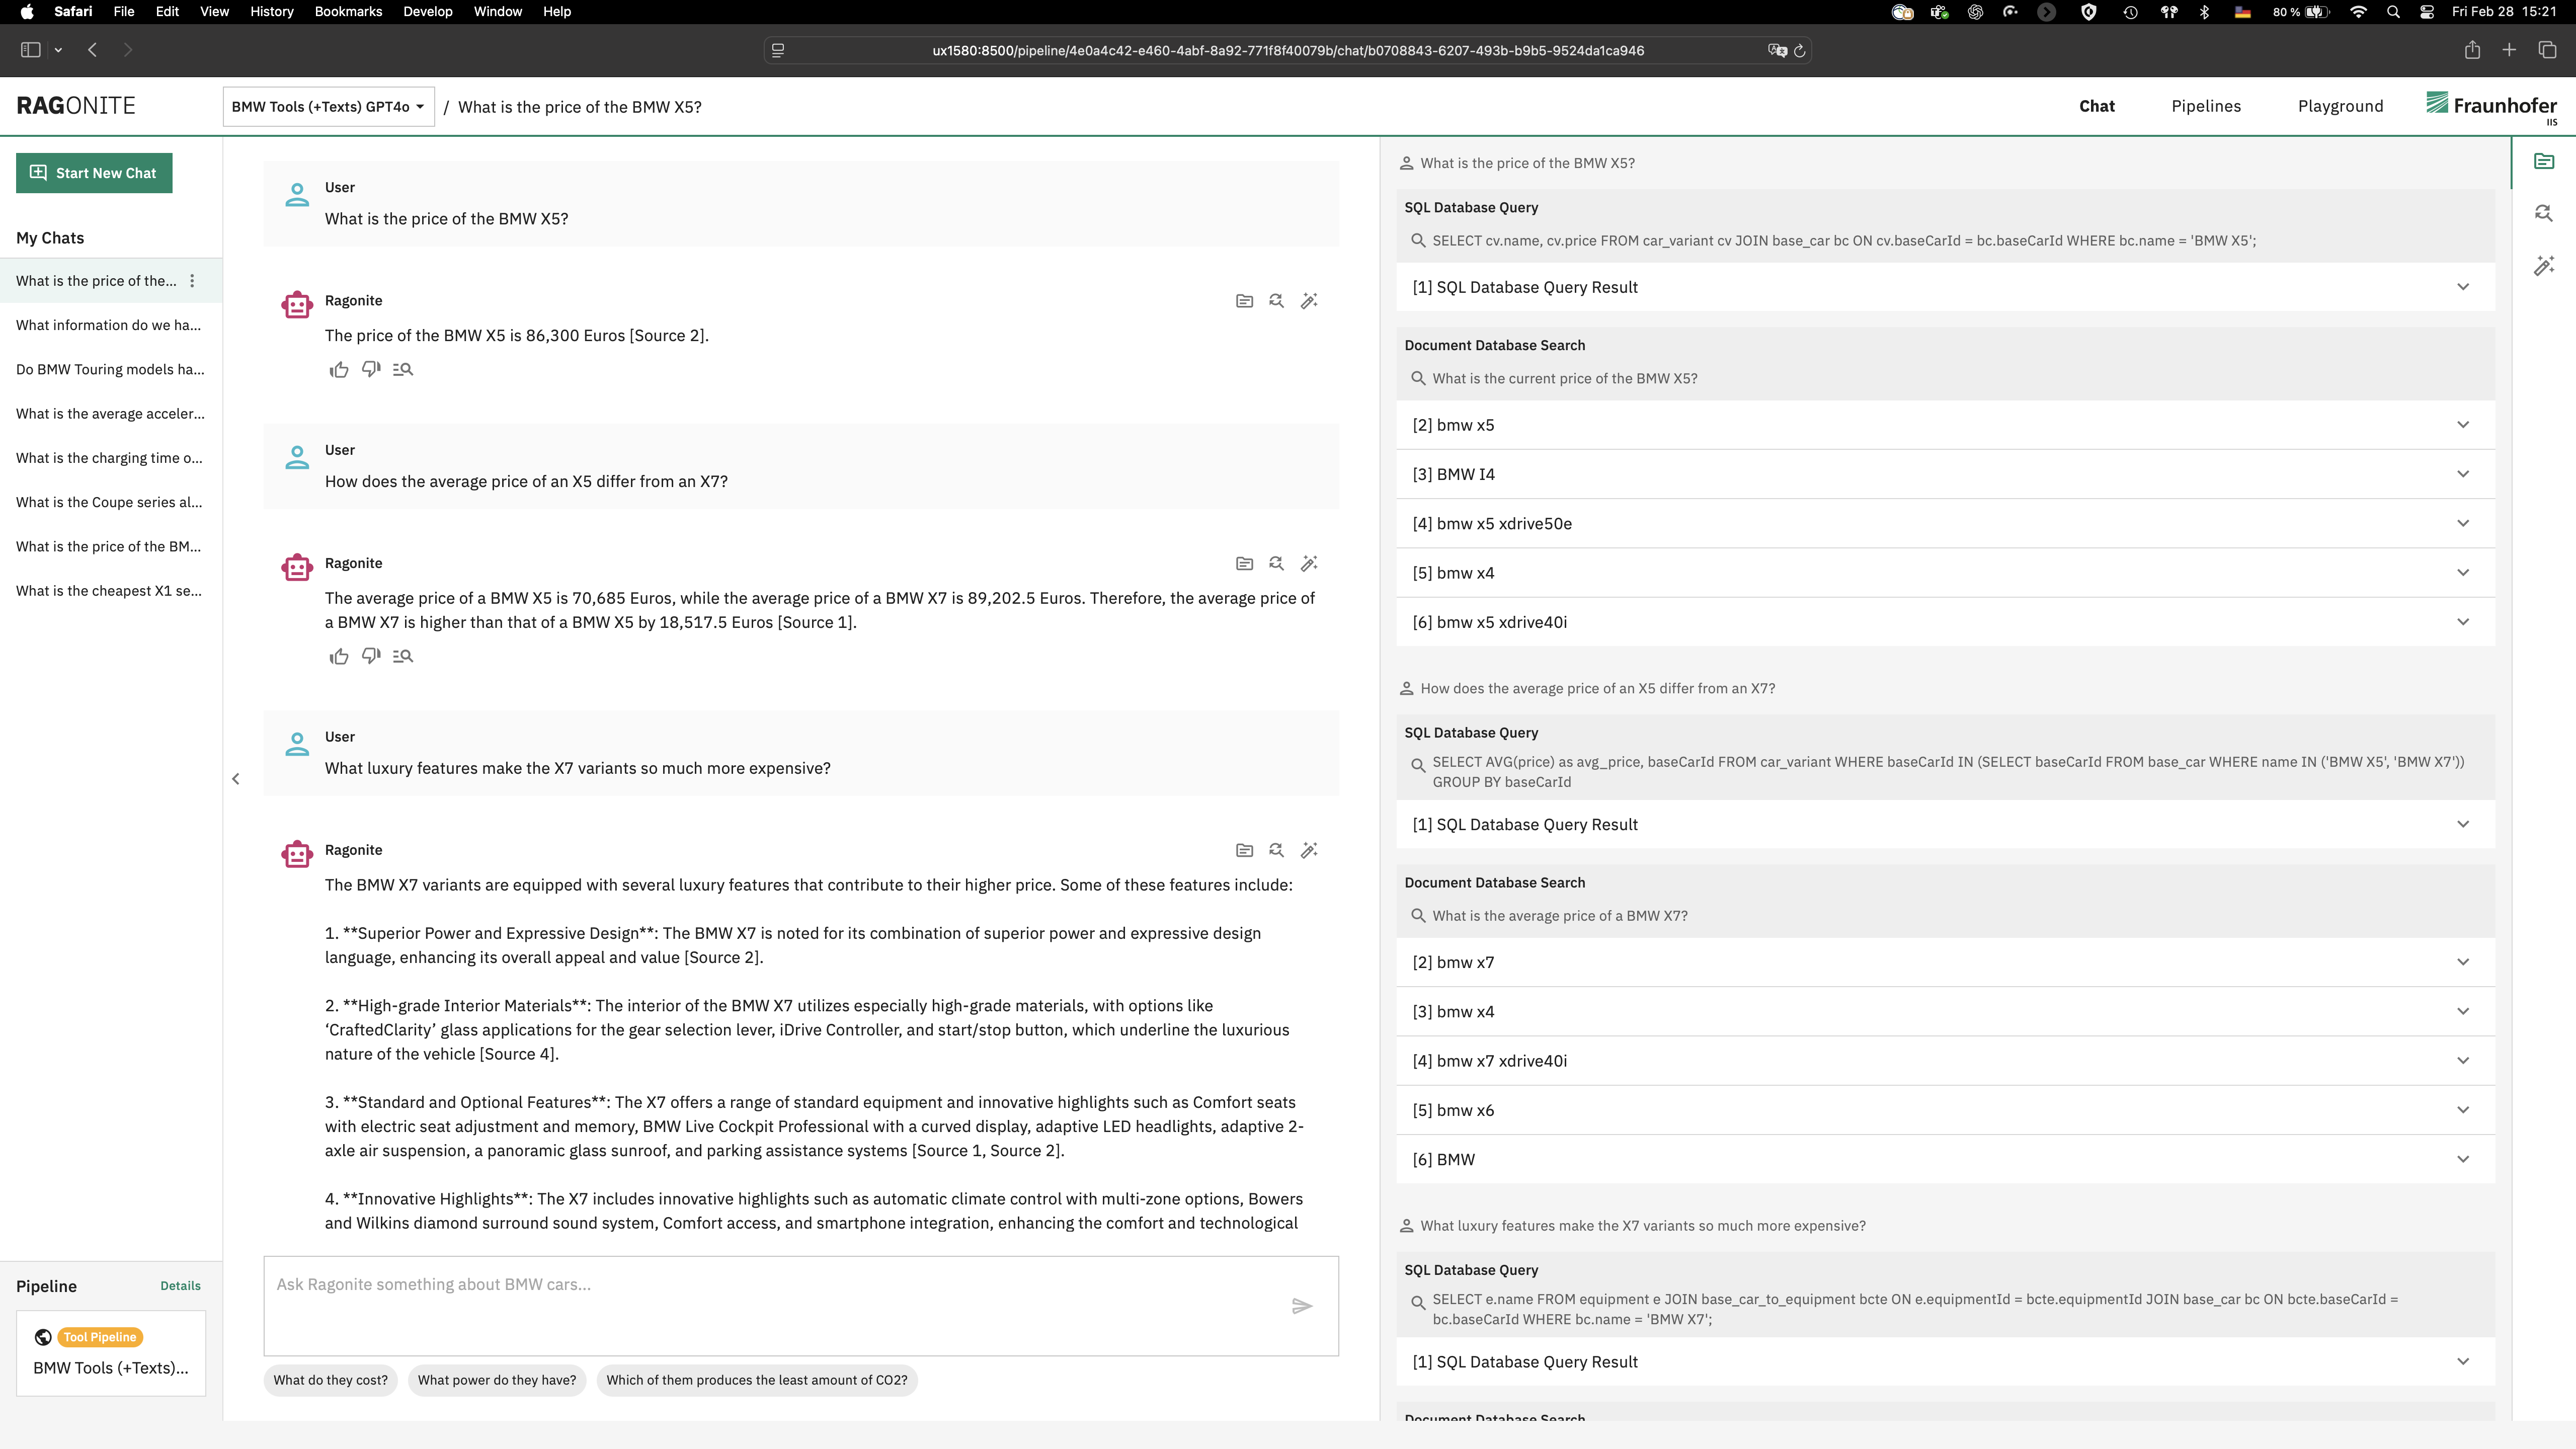 Safari File Edit View History Bookmarks Develop Window Help 80 % Fri Feb 28 15:21
ux1580:8500/pipeline/4e0a4c42-e460-4abf-8a92-771f8f40079b/chat/b0708843-6207-493b-b9b5-9524da1ca946
RAGONITE
BMW Tools (+Texts) GPT4o / What is the price of the BMW X5?
Chat Pipelines Playground
Fraunhofer
IIS
Start New Chat
My Chats
What is the price of the...
What information do we ha...
Do BMW Touring models ha...
What is the average acceler...
What is the charging time o...
What is the Coupe series al...
What is the price of the BM...
What is the cheapest X1 se...
Pipeline Details
Tool Pipeline
BMW Tools (+Texts)...
User
What is the price of the BMW X5?
Ragonite
The price of the BMW X5 is 86,300 Euros [Source 2].
User
How does the average price of an X5 differ from an X7?
Ragonite
The average price of a BMW X5 is 70,685 Euros, while the average price of a BMW X7 is 89,202.5 Euros. Therefore, the average price of
a BMW X7 is higher than that of a BMW X5 by 18,517.5 Euros [Source 1].
User
What luxury features make the X7 variants so much more expensive?
Ragonite
The BMW X7 variants are equipped with several luxury features that contribute to their higher price. Some of these features include:
1. **Superior Power and Expressive Design**: The BMW X7 is noted for its combination of superior power and expressive design
language, enhancing its overall appeal and value [Source 2].
2. **High-grade Interior Materials**: The interior of the BMW X7 utilizes especially high-grade materials, with options like
‘CraftedClarity’ glass applications for the gear selection lever, iDrive Controller, and start/stop button, which underline the luxurious
nature of the vehicle [Source 4].
3. **Standard and Optional Features**: The X7 offers a range of standard equipment and innovative highlights such as Comfort seats
with electric seat adjustment and memory, BMW Live Cockpit Professional with a curved display, adaptive LED headlights, adaptive 2-
axle air suspension, a panoramic glass sunroof, and parking assistance systems [Source 1, Source 2].
4. **Innovative Highlights**: The X7 includes innovative highlights such as automatic climate control with multi-zone options, Bowers
and Wilkins diamond surround sound system, Comfort access, and smartphone integration, enhancing the comfort and technological
Ask Ragonite something about BMW cars...
What do they cost? What power do they have? Which of them produces the least amount of CO2?
What is the price of the BMW X5?
SQL Database Query
SELECT cv.name, cv.price FROM car_variant cv JOIN base_car bc ON cv.baseCarId = bc.baseCarId WHERE bc.name = 'BMW X5';
[1] SQL Database Query Result
Document Database Search
What is the current price of the BMW X5?
[2] bmw x5
[3] BMW I4
[4] bmw x5 xdrive50e
[5] bmw x4
[6] bmw x5 xdrive40i
How does the average price of an X5 differ from an X7?
SQL Database Query
SELECT AVG(price) as avg_price, baseCarId FROM car_variant WHERE baseCarId IN (SELECT baseCarId FROM base_car WHERE name IN ('BMW X5', 'BMW X7'))
GROUP BY baseCarId
[1] SQL Database Query Result
Document Database Search
What is the average price of a BMW X7?
[2] bmw x7
[3] bmw x4
[4] bmw x7 xdrive40i
[5] bmw x6
[6] BMW
What luxury features make the X7 variants so much more expensive?
SQL Database Query
SELECT e.name FROM equipment e JOIN base_car_to_equipment bcte ON e.equipmentId = bcte.equipmentId JOIN base_car bc ON bcte.baseCarId =
bc.baseCarId WHERE bc.name = 'BMW X7';
[1] SQL Database Query Result
Document Database Search